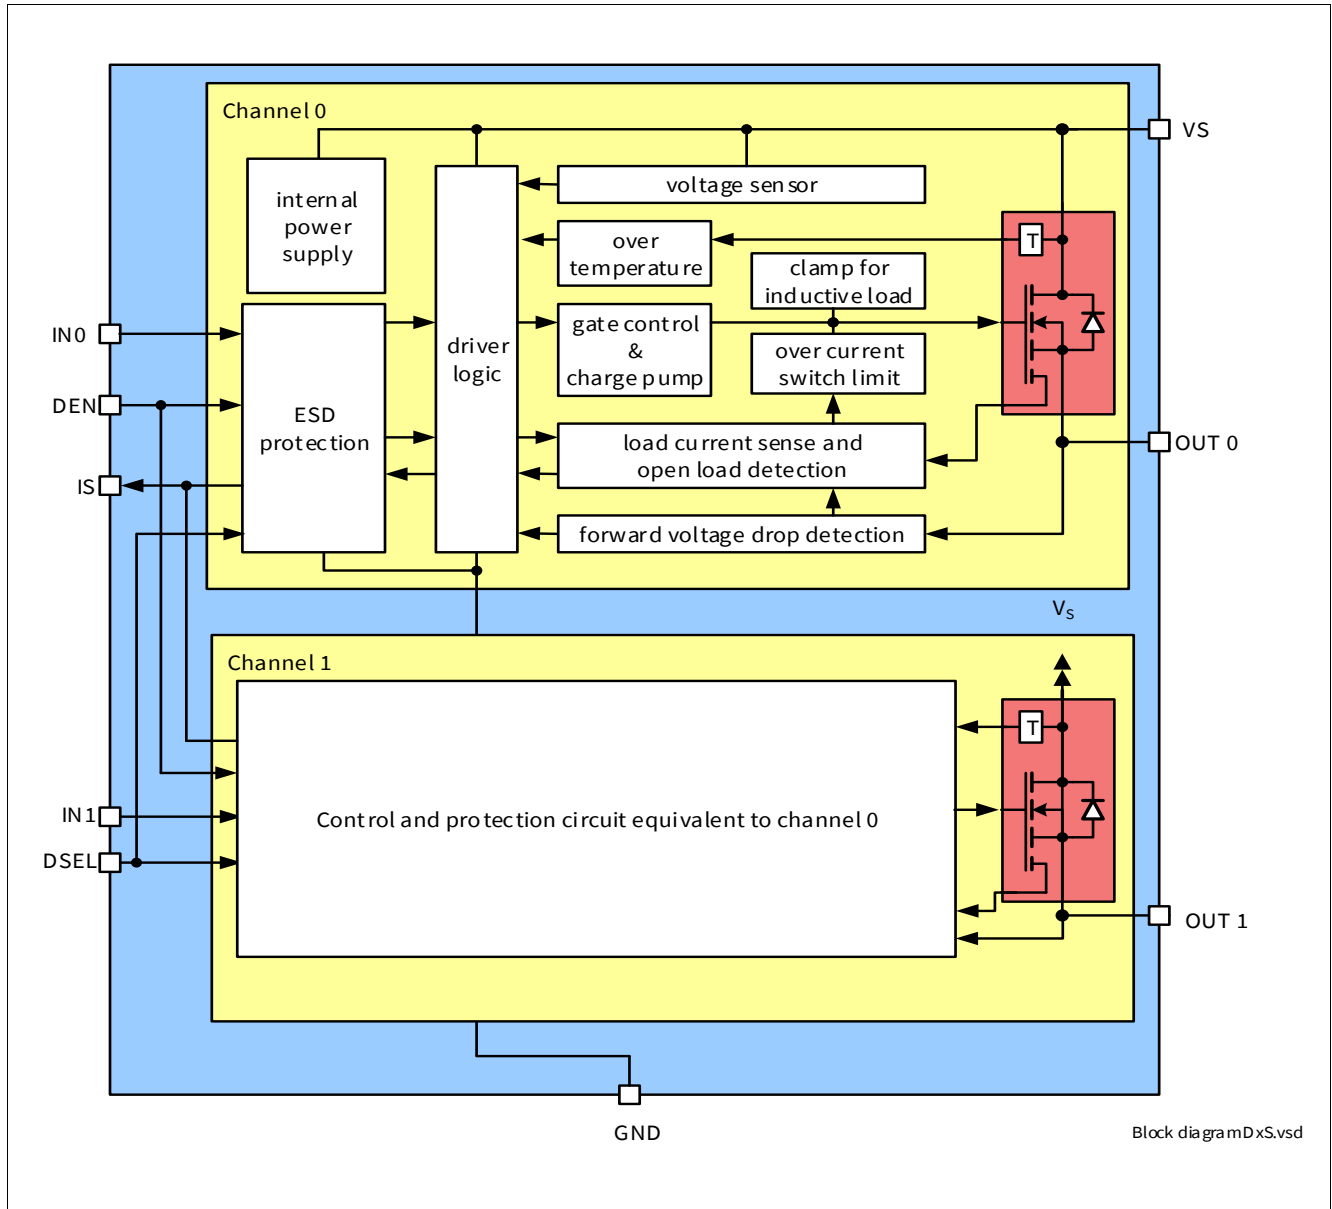 Channel 0
VS
internal
power
supply
voltage sensor
over
temperature
T
clamp for
inductive load
IN0
gate control
&
charge pump
driver
logic
over current
switch limit
DEN
ESD
protection
load current sense and
open load detection
OUT 0
IS
forward voltage drop detection
VS
Channel 1
T
IN1
Control and protection circuit equivalent to channel 0
DSEL
OUT 1
GND
Block diagramDxS.vsd